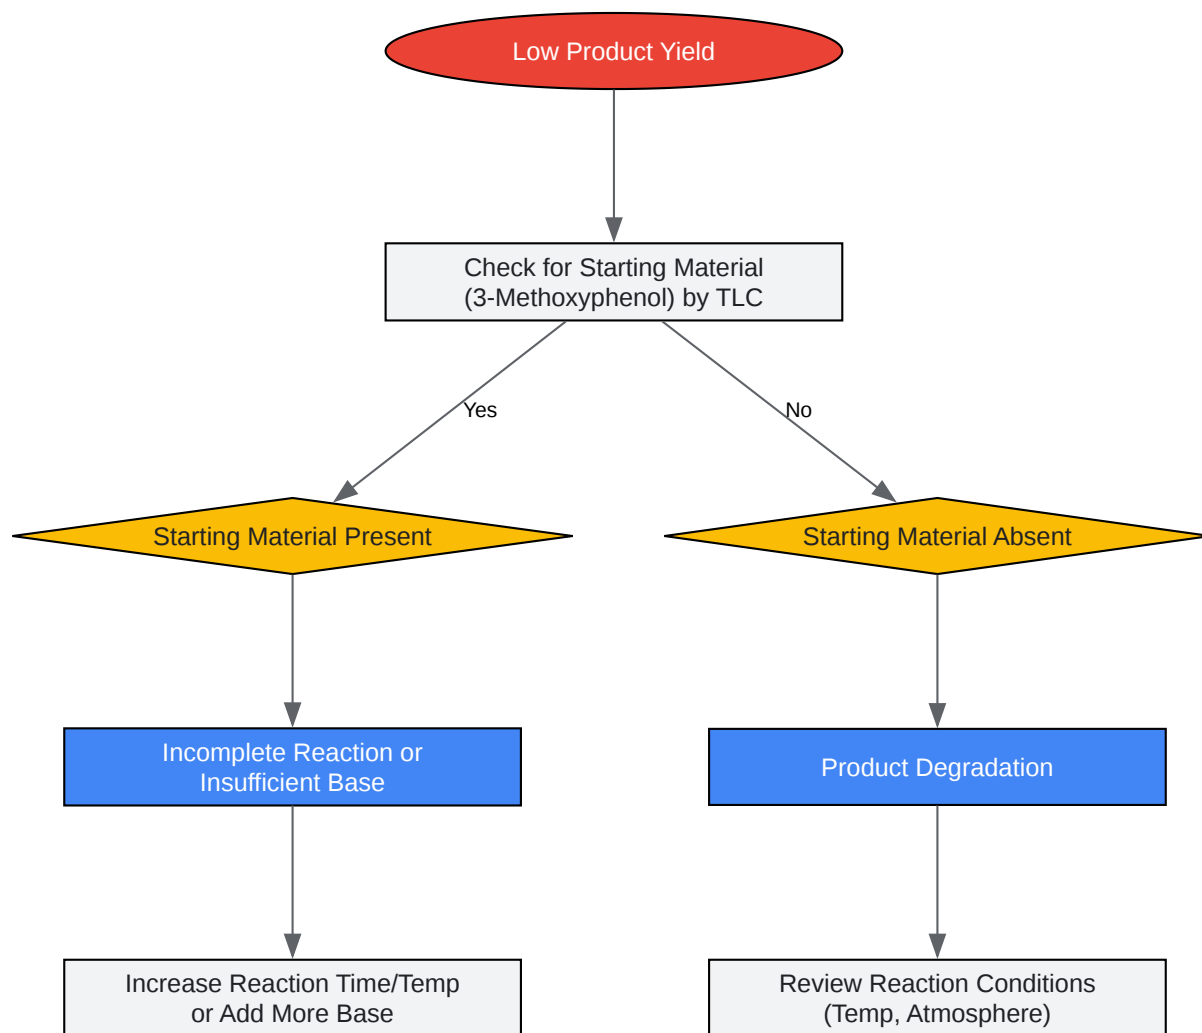 Low Product Yield
Check for Starting Material
(3-Methoxyphenol) by TLC
Yes
No
Starting Material Present
Starting Material Absent
Incomplete Reaction or
Insufficient Base
Product Degradation
Increase Reaction Time/Temp
or Add More Base
Review Reaction Conditions
(Temp, Atmosphere)